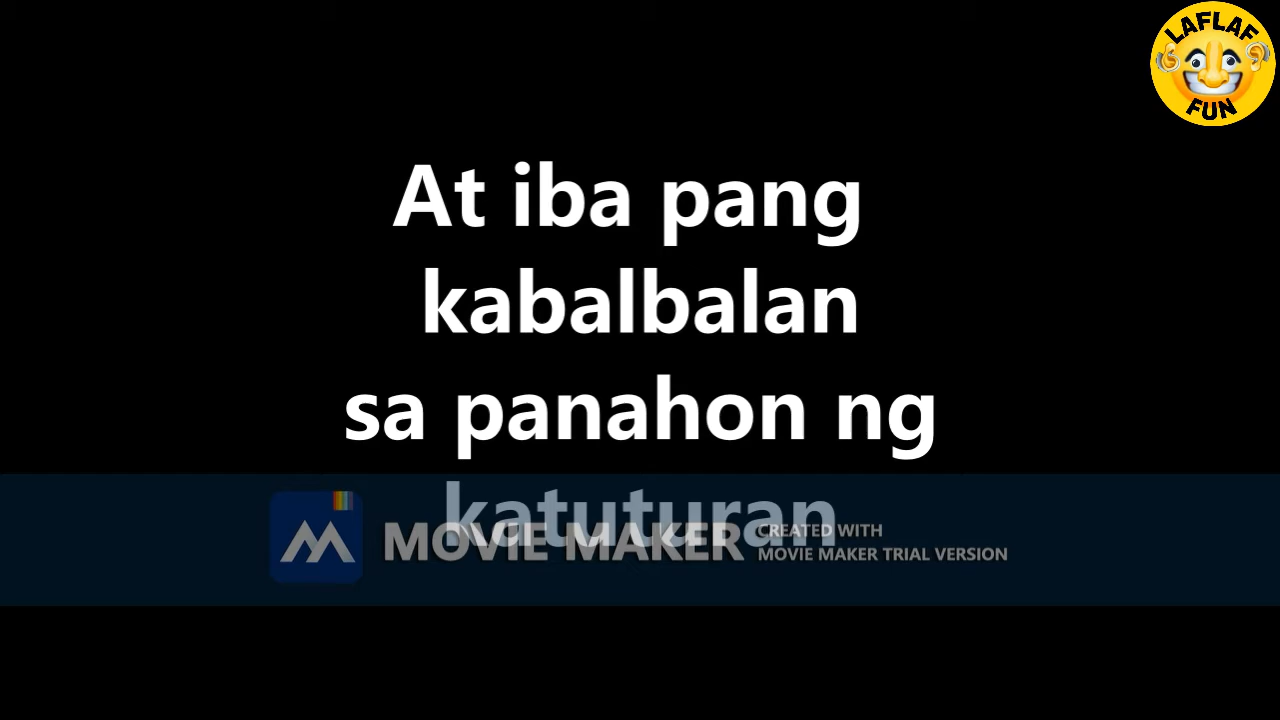 LAFLAF
FUN
At iba pang
kabalbalan
sa panahon ng
katuturan
MOVIE MAKER
CREATED WITH
MOVIE MAKER TRIAL VERSION